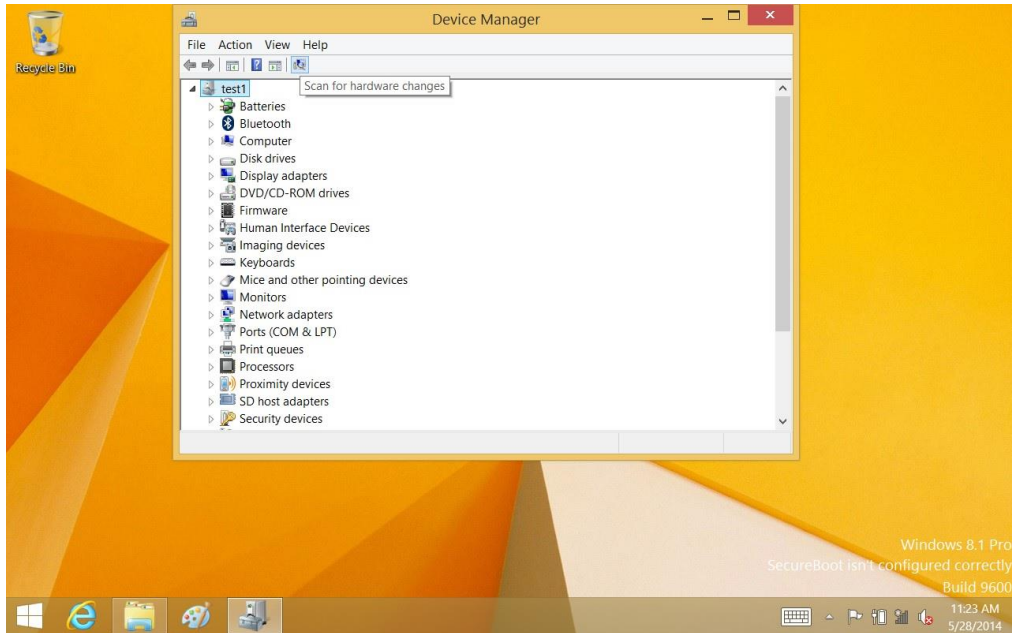 Recycle Bin
Device Manager
File Action View Help
Scan for hardware changes
test1
Batteries
Bluetooth
Computer
Disk drives
Display adapters
DVD/CD-ROM drives
Firmware
Human Interface Devices
Imaging devices
Keyboards
Mice and other pointing devices
Monitors
Network adapters
Ports (COM & LPT)
Print queues
Processors
Proximity devices
SD host adapters
Security devices
Windows 8.1 Pro
SecureBoot isn't configured correctly
Build 9600
11:23 AM
5/28/2014